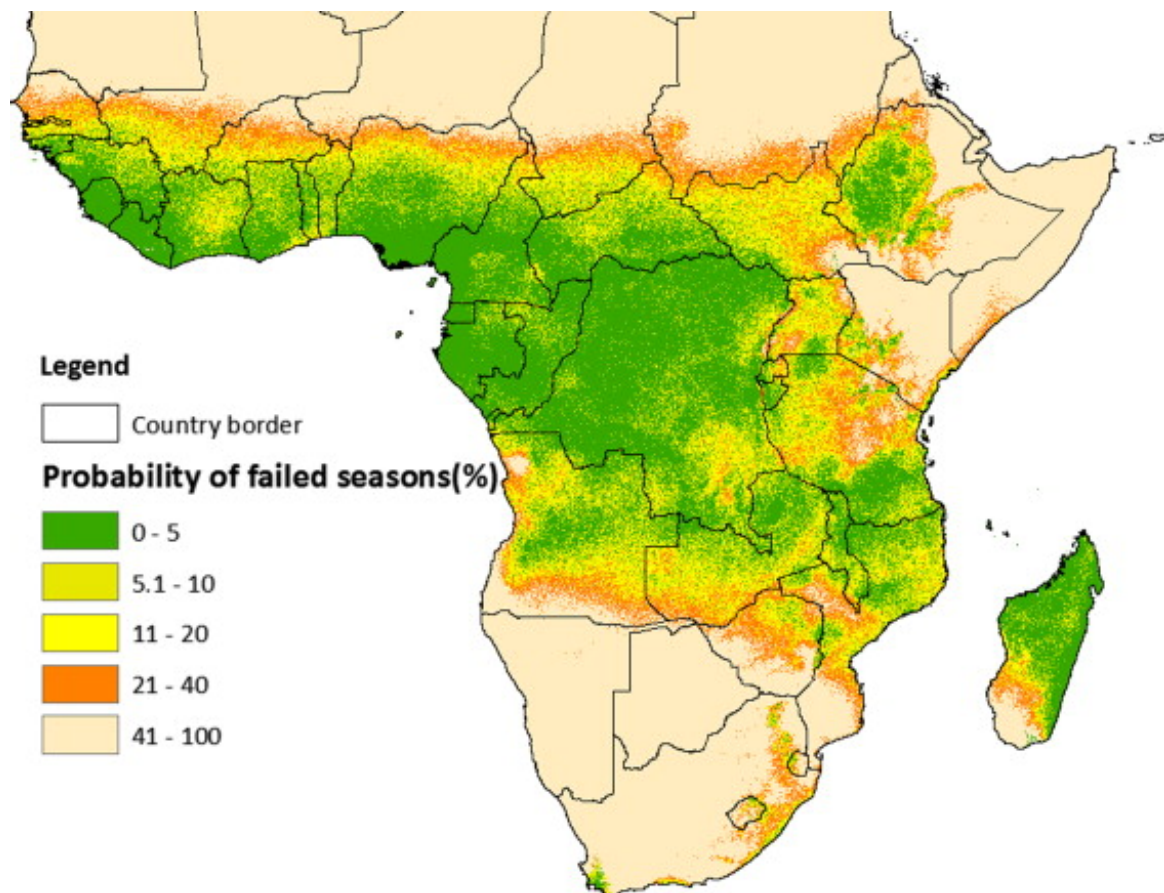 Legend
Country border
Probability of failed seasons(%)
0 - 5
5.1 - 10
11 - 20
21 - 40
41 - 100